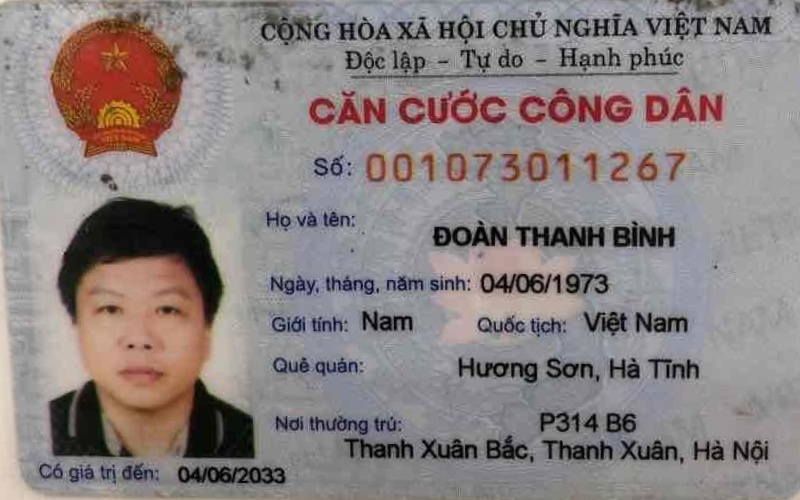 CỘNG HÒA XÃ HỘI CHỦ NGHĨA VIỆT NAM
Độc lập - Tự do - Hạnh phúc
CĂN CƯỚC CÔNG DÂN
Số: 001073011267
Họ và tên:
ĐOÀN THANH BÌNH
Ngày, tháng, năm sinh: 04/06/1973
Giới tính: Nam Quốc tịch: Việt Nam
Quê quán: Hương Sơn, Hà Tĩnh
Nơi thường trú: P314 B6
Thanh Xuân Bắc, Thanh Xuân, Hà Nội
Có giá trị đến: 04/06/2033